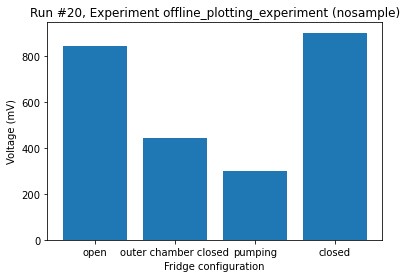 Run #20, Experiment offline_plotting_experiment (nosample)
Voltage (mV)
800
600
400
200
0
open outer chamber closed pumping closed
Fridge configuration